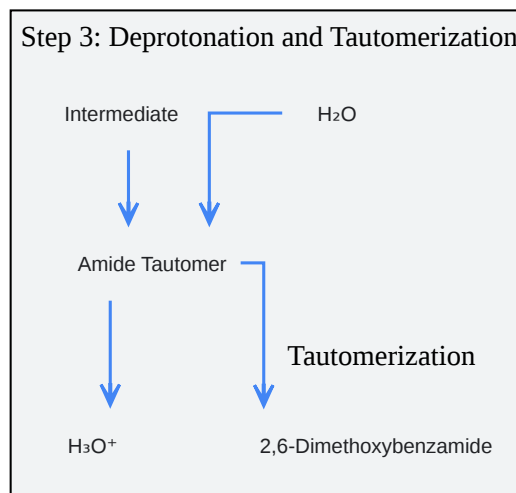 Step 3: Deprotonation and Tautomerization
Intermediate
H₂O
Amide Tautomer
Tautomerization
H₃O⁺
2,6-Dimethoxybenzamide